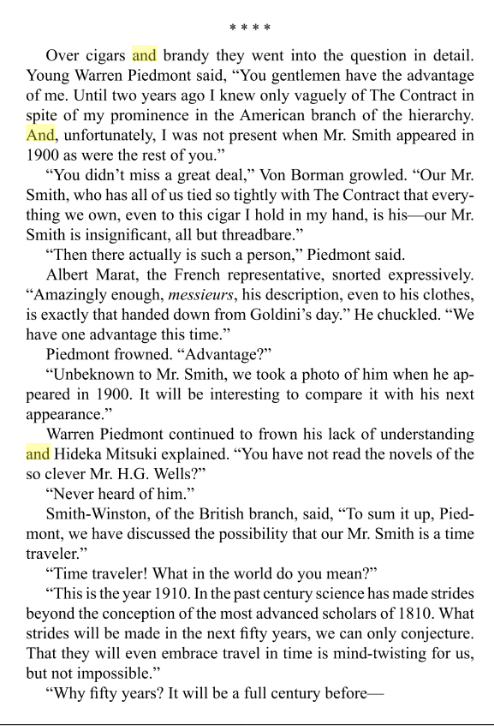 ****
Over cigars and brandy they went into the question in detail.
Young Warren Piedmont said, “You gentlemen have the advantage
of me. Until two years ago I knew only vaguely of The Contract in
spite of my prominence in the American branch of the hierarchy.
And, unfortunately, I was not present when Mr. Smith appeared in
1900 as were the rest of you.”
“You didn’t miss a great deal,” Von Borman growled. “Our Mr.
Smith, who has all of us tied so tightly with The Contract that every-
thing we own, even to this cigar I hold in my hand, is his—our Mr.
Smith is insignificant, all but threadbare.”
“Then there actually is such a person,” Piedmont said.
Albert Marat, the French representative, snorted expressively.
“Amazingly enough, messieurs, his description, even to his clothes,
is exactly that handed down from Goldini’s day.” He chuckled. “We
have one advantage this time.”
Piedmont frowned. “Advantage?”
“Unbeknown to Mr. Smith, we took a photo of him when he ap-
peared in 1900. It will be interesting to compare it with his next
appearance.”
Warren Piedmont continued to frown his lack of understanding
and Hideka Mitsuki explained. “You have not read the novels of the
so clever Mr. H.G. Wells?”
“Never heard of him.”
Smith-Winston, of the British branch, said, “To sum it up, Pied-
mont, we have discussed the possibility that our Mr. Smith is a time
traveler.”
“Time traveler! What in the world do you mean?”
“This is the year 1910. In the past century science has made strides
beyond the conception of the most advanced scholars of 1810. What
strides will be made in the next fifty years, we can only conjecture.
That they will even embrace travel in time is mind-twisting for us,
but not impossible.”
“Why fifty years? It will be a full century before—